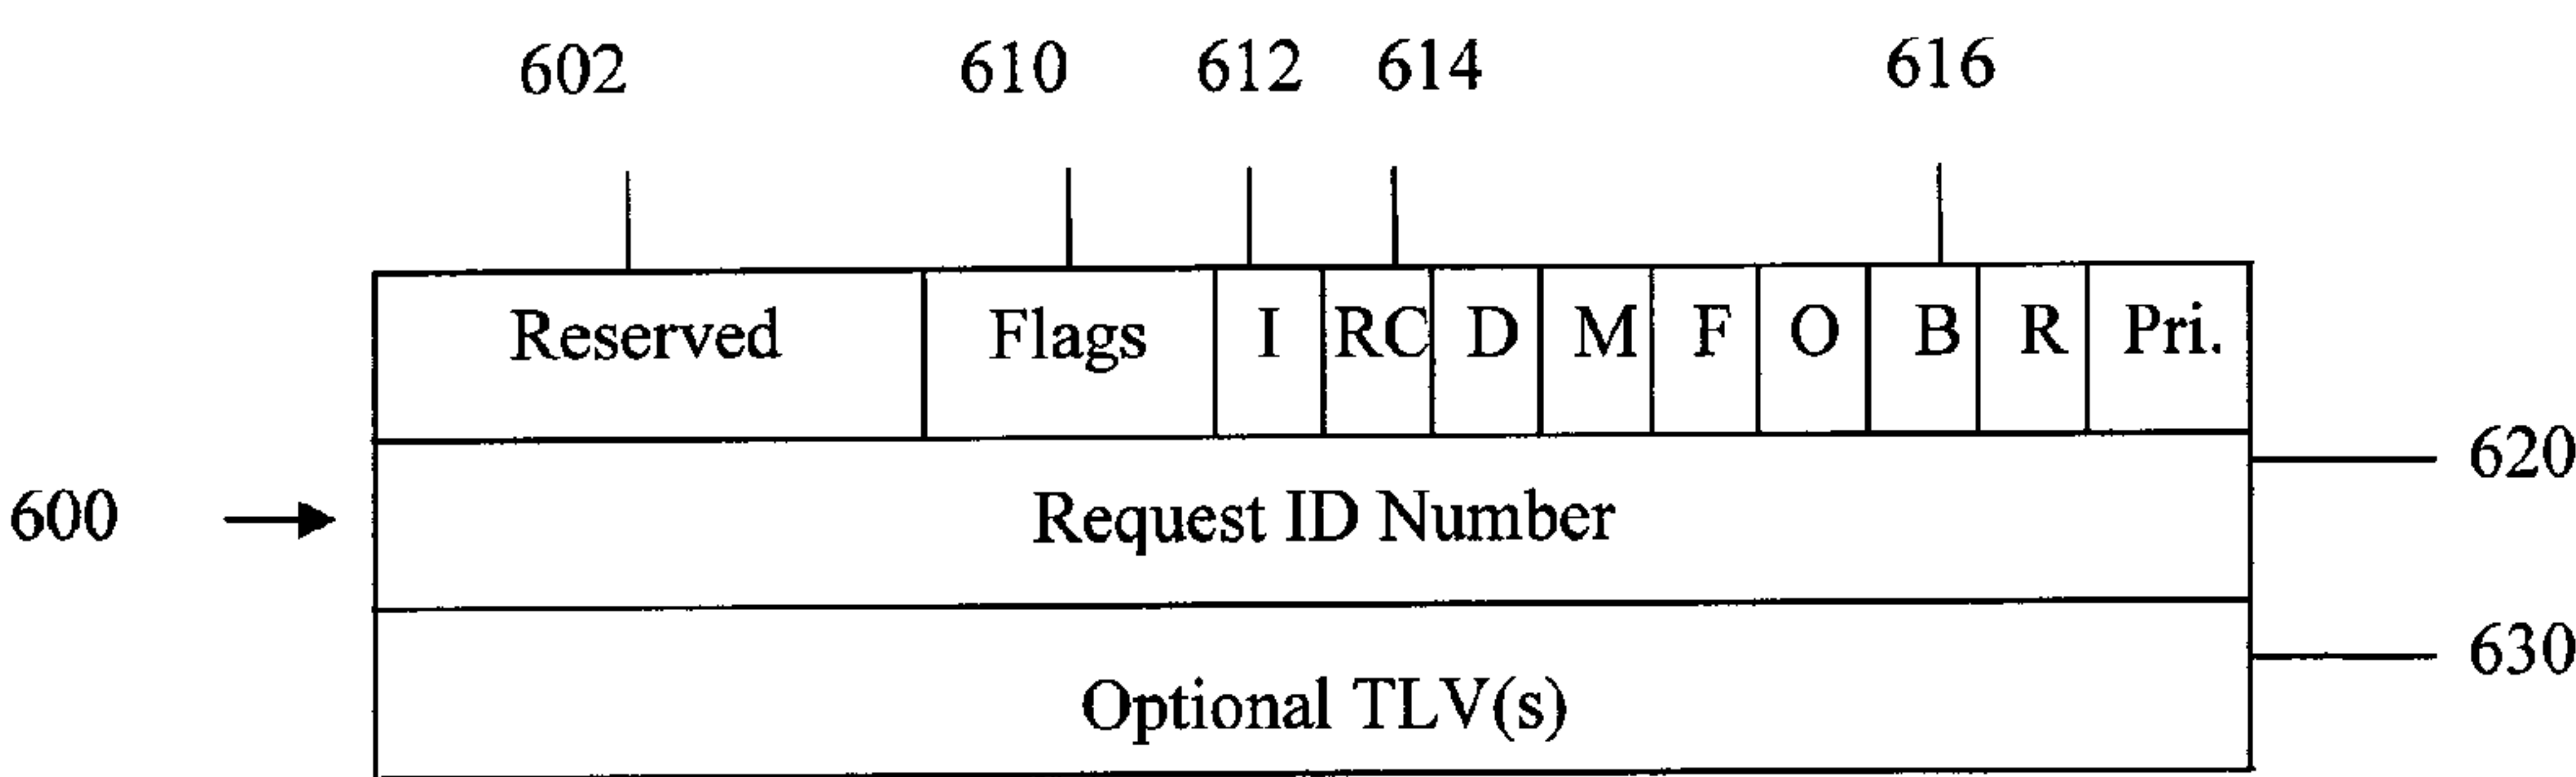 602 610 612 614 616
Reserved Flags I RC D M F O B R Pri.
620
600 Request ID Number
630
Optional TLV(s)